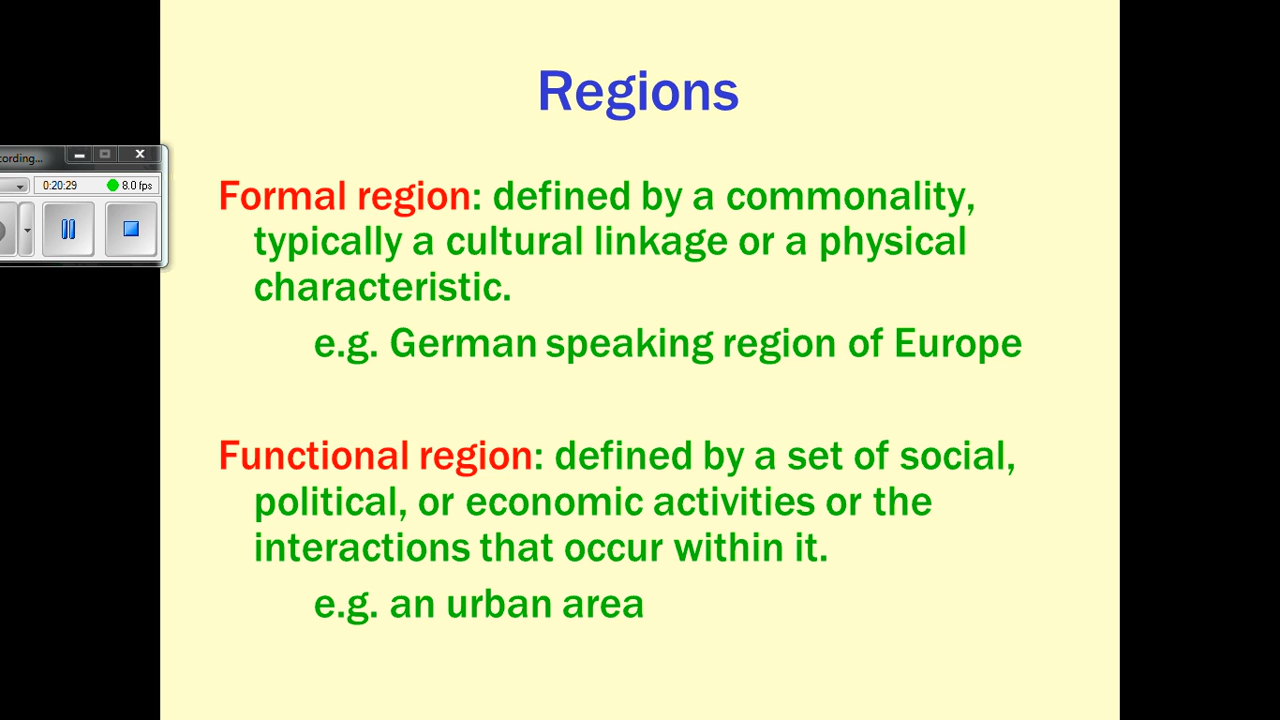 Regions
cording...
0:20:29 8.0 fps
Formal region: defined by a commonality,
typically a cultural linkage or a physical
characteristic.
e.g. German speaking region of Europe
Functional region: defined by a set of social,
political, or economic activities or the
interactions that occur within it.
e.g. an urban area